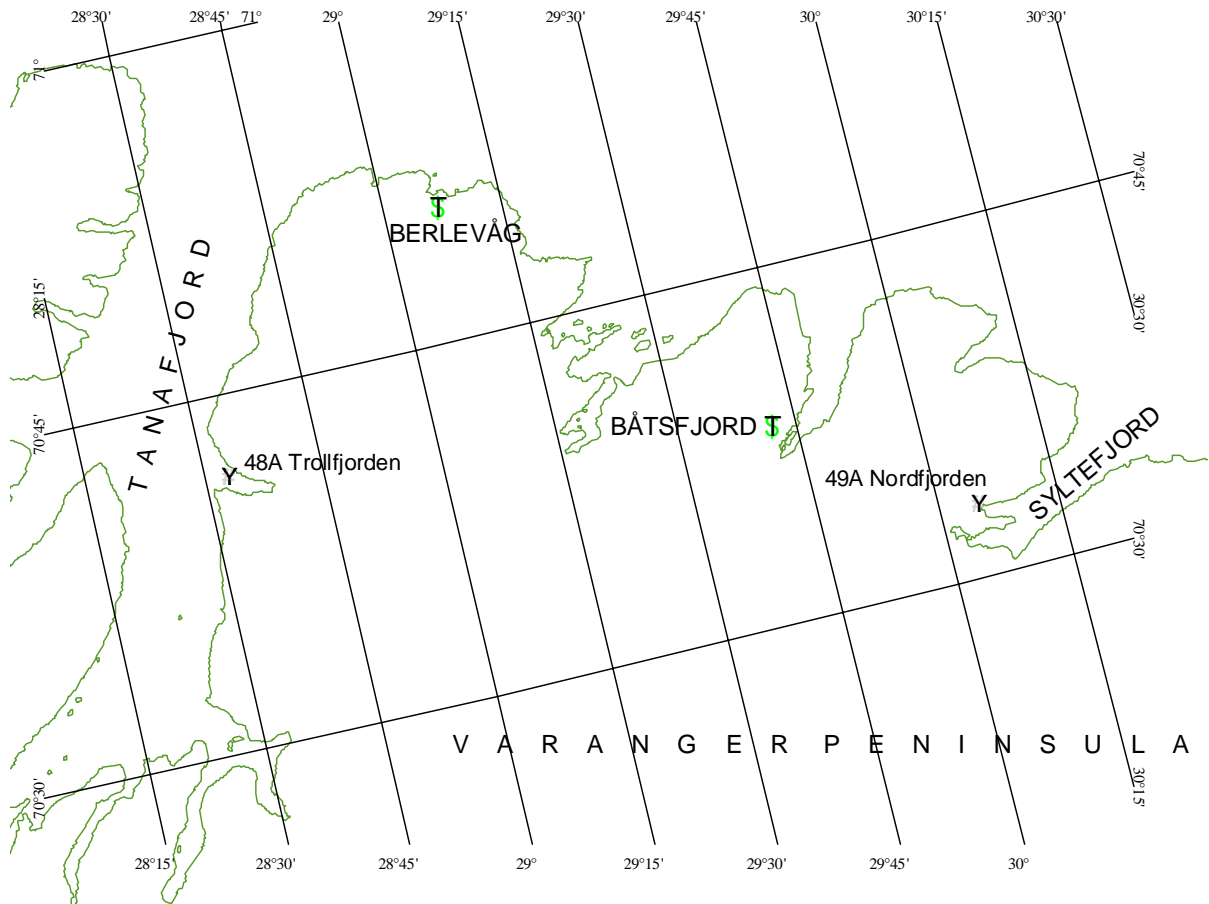 28°30' 28°45' 71° 29° 29°15' 29°30' 29°45' 30° 30°15' 30°30'
71°
70°45'
BERLEVÅG
TANAFJORD
28°15'
30°30'
70°45'
BÅTSFJORD
48A Trollfjorden
49A Nordfjorden
SYLTEFJORD
70°30'
VARANGERPENINSULA
70°30'
30°15'
28°15' 28°30' 28°45' 29° 29°15' 29°30' 29°45' 30°